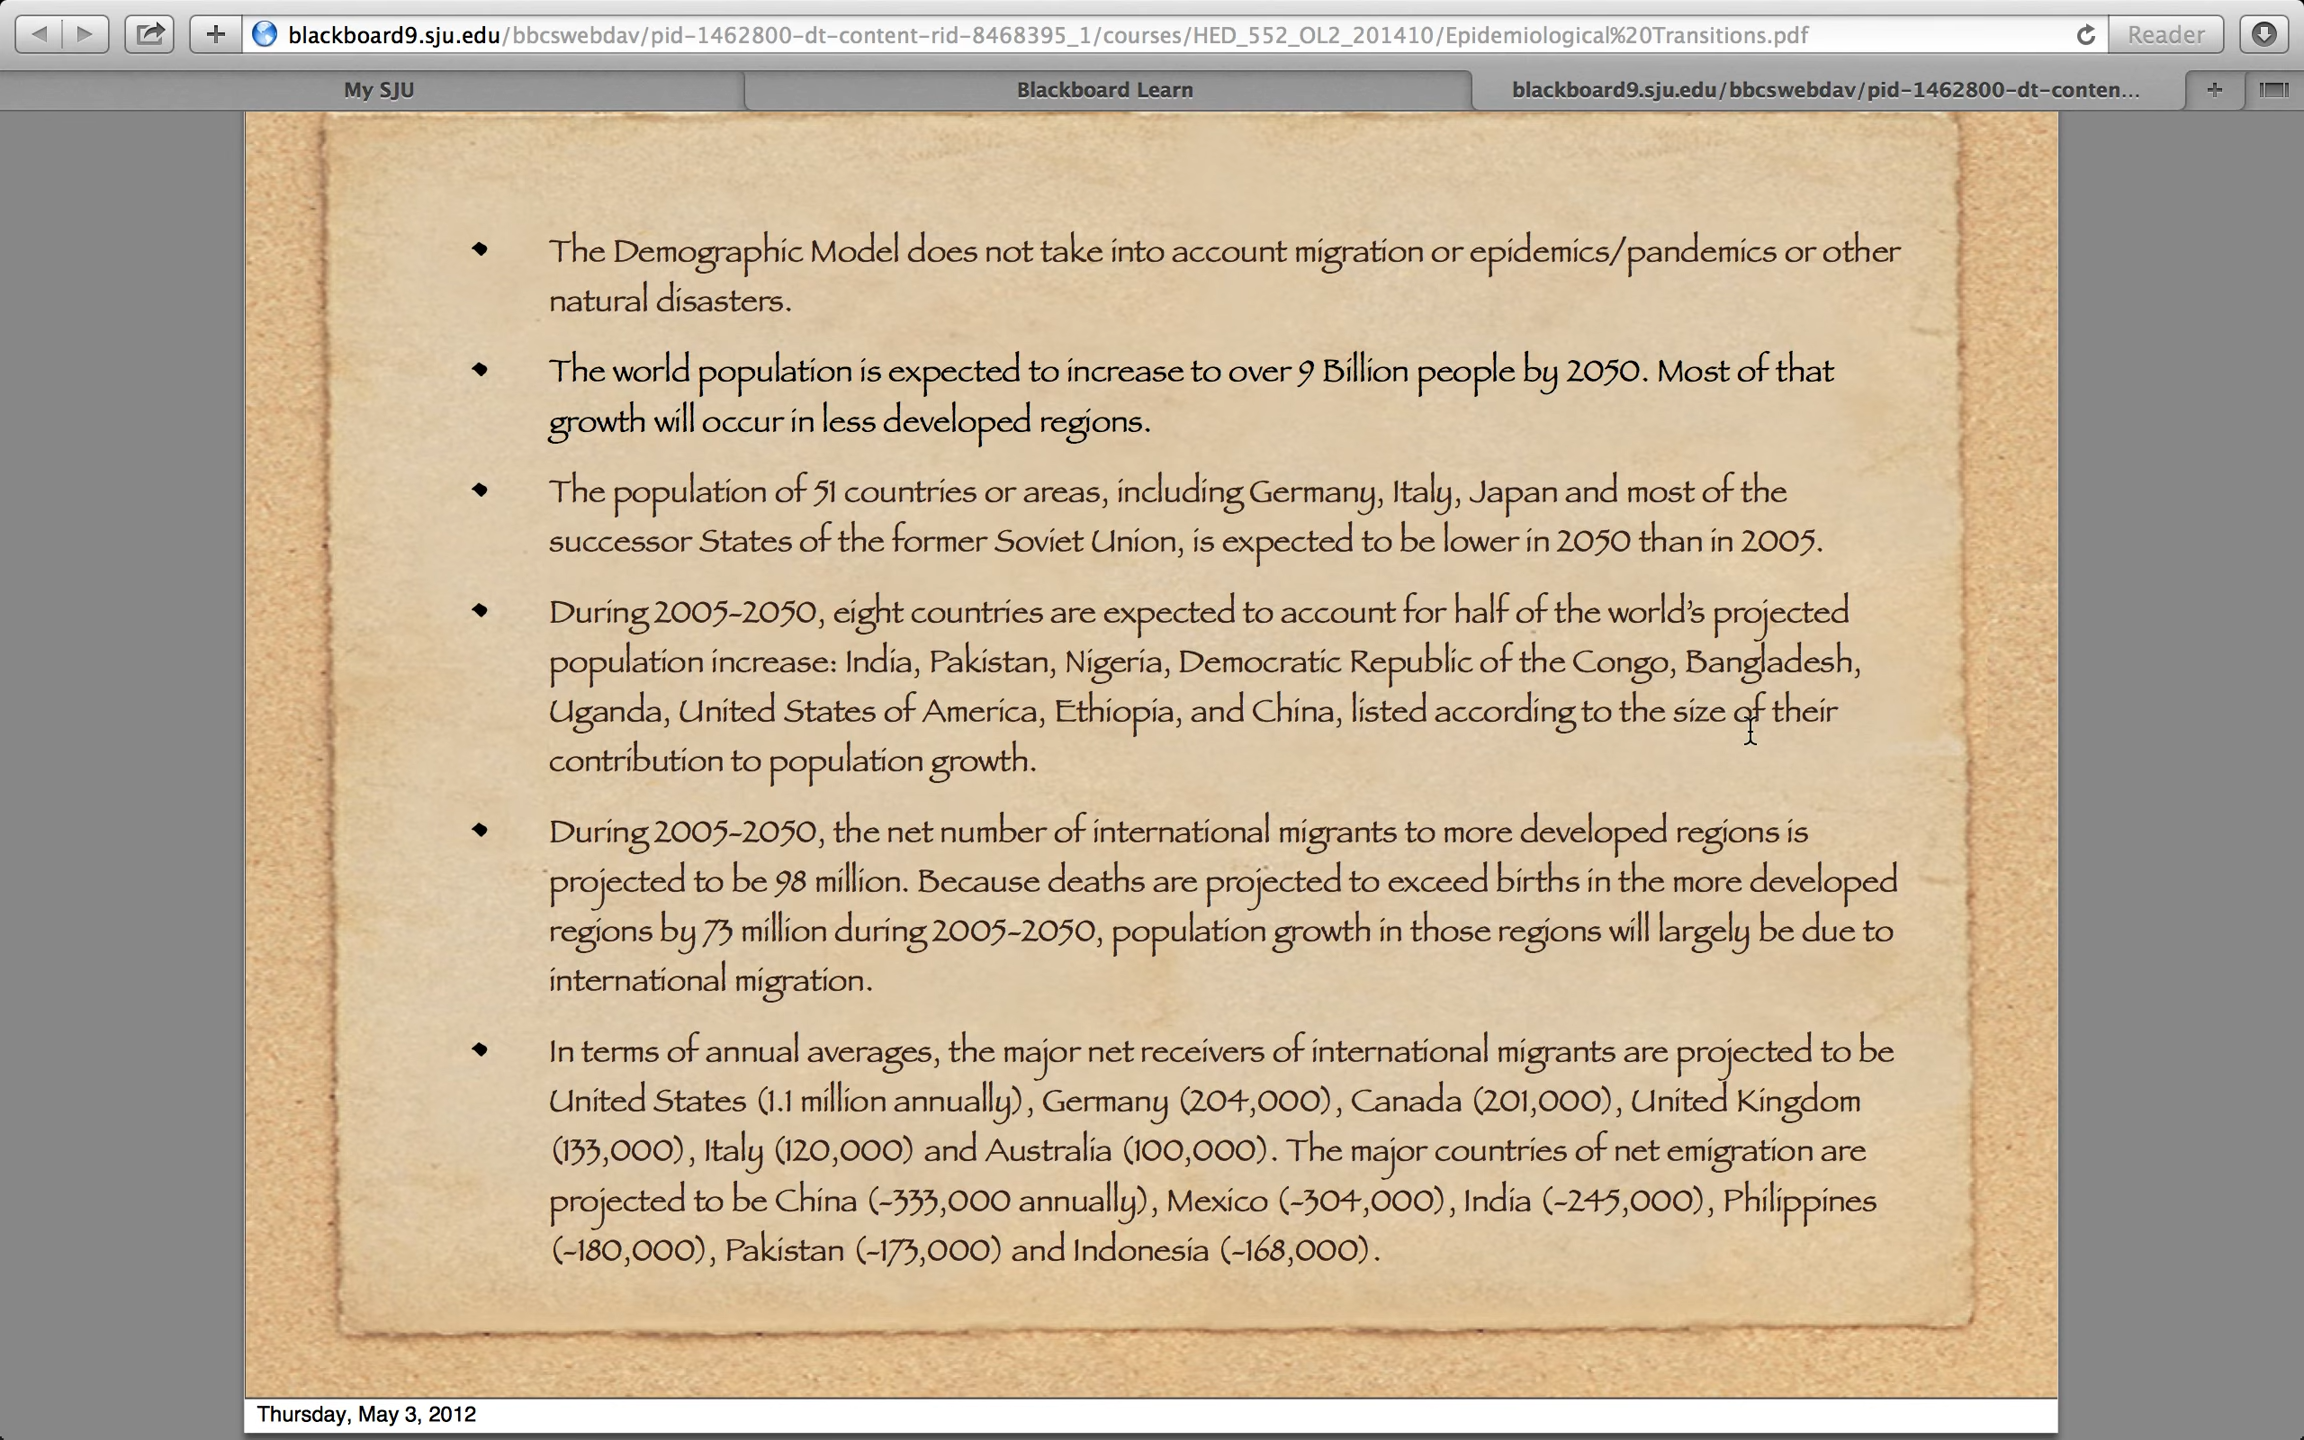 blackboard9.sju.edu/bbcswebdav/pid-1462800-dt-content-rid-8468395_1/courses/HED_552_OL2_201410/Epidemiological%20Transitions.pdf
Reader
My SJU
Blackboard Learn
blackboard9.sju.edu/bbcswebdav/pid-1462800-dt-conten...
The Demographic Model does not take into account migration or epidemics/pandemics or other
natural disasters.
The world population is expected to increase to over 9 Billion people by 2050. Most of that
growth will occur in less developed regions.
The population of 51 countries or areas, including Germany, Italy, Japan and most of the
successor States of the former Soviet Union, is expected to be lower in 2050 than in 2005.
During 2005-2050, eight countries are expected to account for half of the world's projected
population increase: India, Pakistan, Nigeria, Democratic Republic of the Congo, Bangladesh,
Uganda, United States of America, Ethiopia, and China, listed according to the size of their
contribution to population growth.
During 2005-2050, the net number of international migrants to more developed regions is
projected to be 98 million. Because deaths are projected to exceed births in the more developed
regions by 73 million during 2005-2050, population growth in those regions will largely be due to
international migration.
In terms of annual averages, the major net receivers of international migrants are projected to be
United States (1.1 million annually), Germany (204,000), Canada (201,000), United Kingdom
(133,000), Italy (120,000) and Australia (100,000). The major countries of net emigration are
projected to be China (-333,000 annually), Mexico (-304,000), India (-245,000), Philippines
(-180,000), Pakistan (-173,000) and Indonesia (-168,000).
Thursday, May 3, 2012